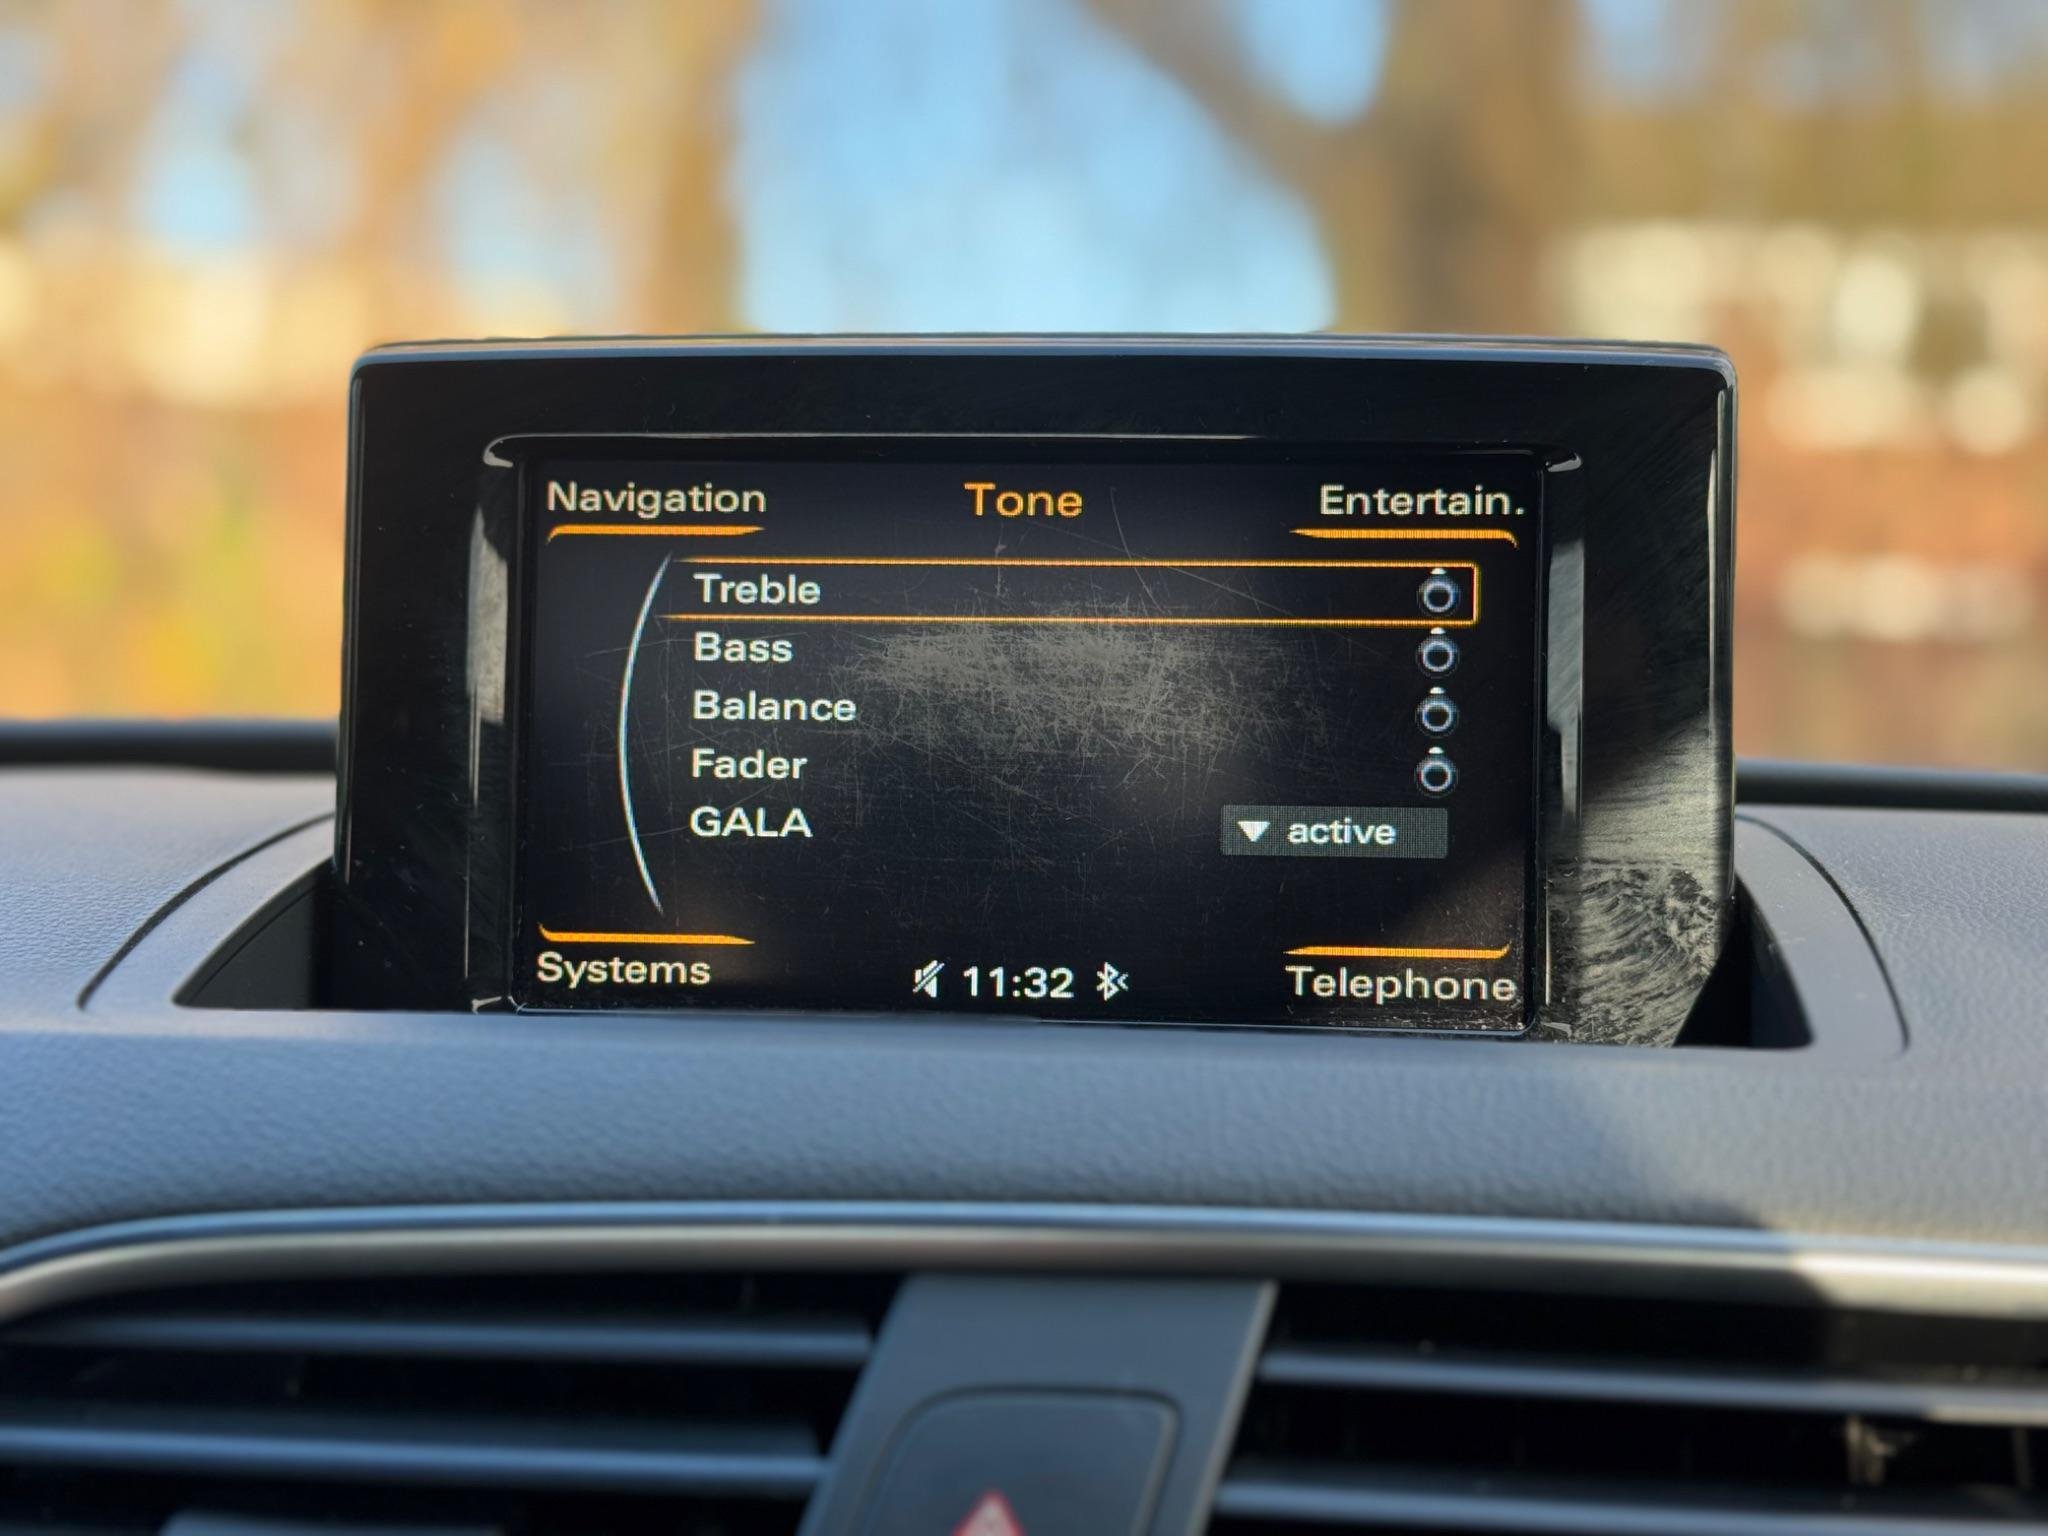 Navigation Tone Entertain.
Treble
Bass
Balance
Fader
GALA active
Systems 11:32 Telephone